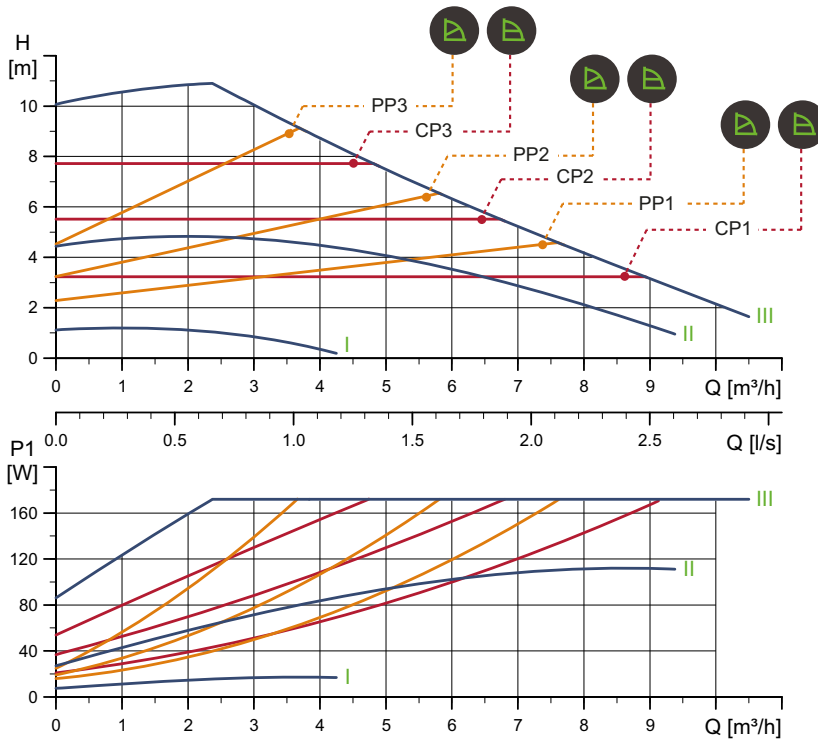 H
[m]
10
8
6
4
2
0
PP3
CP3
PP2
CP2
PP1
CP1
I
II
III
0 1 2 3 4 5 6 7 8 9 Q [m³/h]
0.0 0.5 1.0 1.5 2.0 2.5 Q [l/s]
P1
[W]
160
120
80
40
0
III
II
I
0 1 2 3 4 5 6 7 8 9 Q [m³/h]